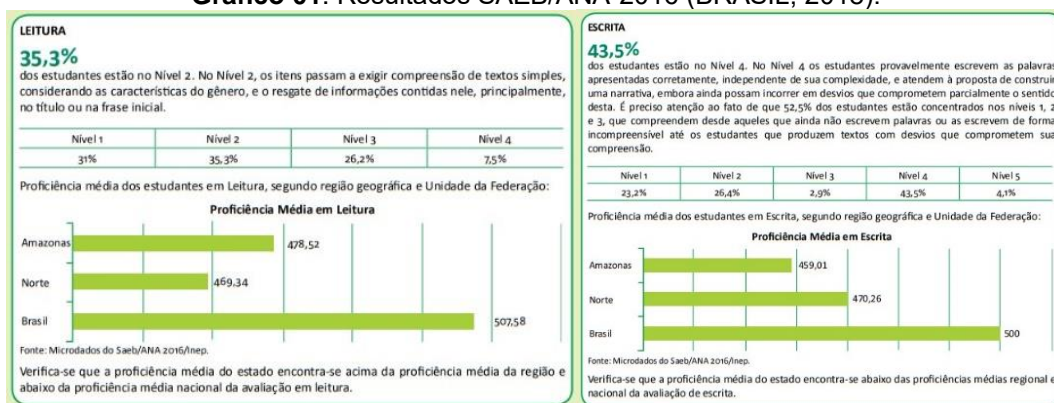 Gráfico 01: Resultados SAEB/ANA 2016 (BRASIL, 2018).
LEITURA
35,3%
dos estudantes estão no Nível 2. No Nível 2, os itens passam a exigir compreensão de textos simples,
considerando as características do gênero, e o resgate de informações contidas nele, principalmente,
no título ou na frase inicial.
Nível 1 Nível 2 Nível 3 Nível 4
31% 35,3% 26,2% 7,5%
Proficiência média dos estudantes em Leitura, segundo região geográfica e Unidade da Federação:
Proficiência Média em Leitura
Amazonas 478,52
Norte 469,34
Brasil 507,58
Fonte: Microdados do Saeb/ANA 2016/Inep.
Verifica-se que a proficiência média do estado encontra-se acima da proficiência média da região e
abaixo da proficiência média nacional da avaliação em leitura.
ESCRITA
43,5%
dos estudantes estão no Nível 4. No Nível 4 os estudantes provavelmente escrevem as palavras
apresentadas corretamente, independente de sua complexidade, e atendem à proposta de construir
uma narrativa, embora ainda possam incorrer em desvios que comprometem parcialmente o sentido
desta. É preciso atenção ao fato de que 52,5% dos estudantes estão concentrados nos níveis 1, 2
e 3, que compreendem desde aqueles que ainda não escrevem palavras ou as escrevem de forma
incompreensível até os estudantes que produzem textos com desvios que comprometem sua
compreensão.
Nível 1 Nível 2 Nível 3 Nível 4 Nível 5
23,2% 26,4% 2,9% 43,5% 4,1%
Proficiência média dos estudantes em Escrita, segundo região geográfica e Unidade da Federação:
Proficiência Média em Escrita
Amazonas 459,01
Norte 470,26
Brasil 500
Fonte: Microdados do Saeb/ANA 2016/Inep.
Verifica-se que a proficiência média do estado encontra-se abaixo das proficiências médias regional e
nacional da avaliação de escrita.